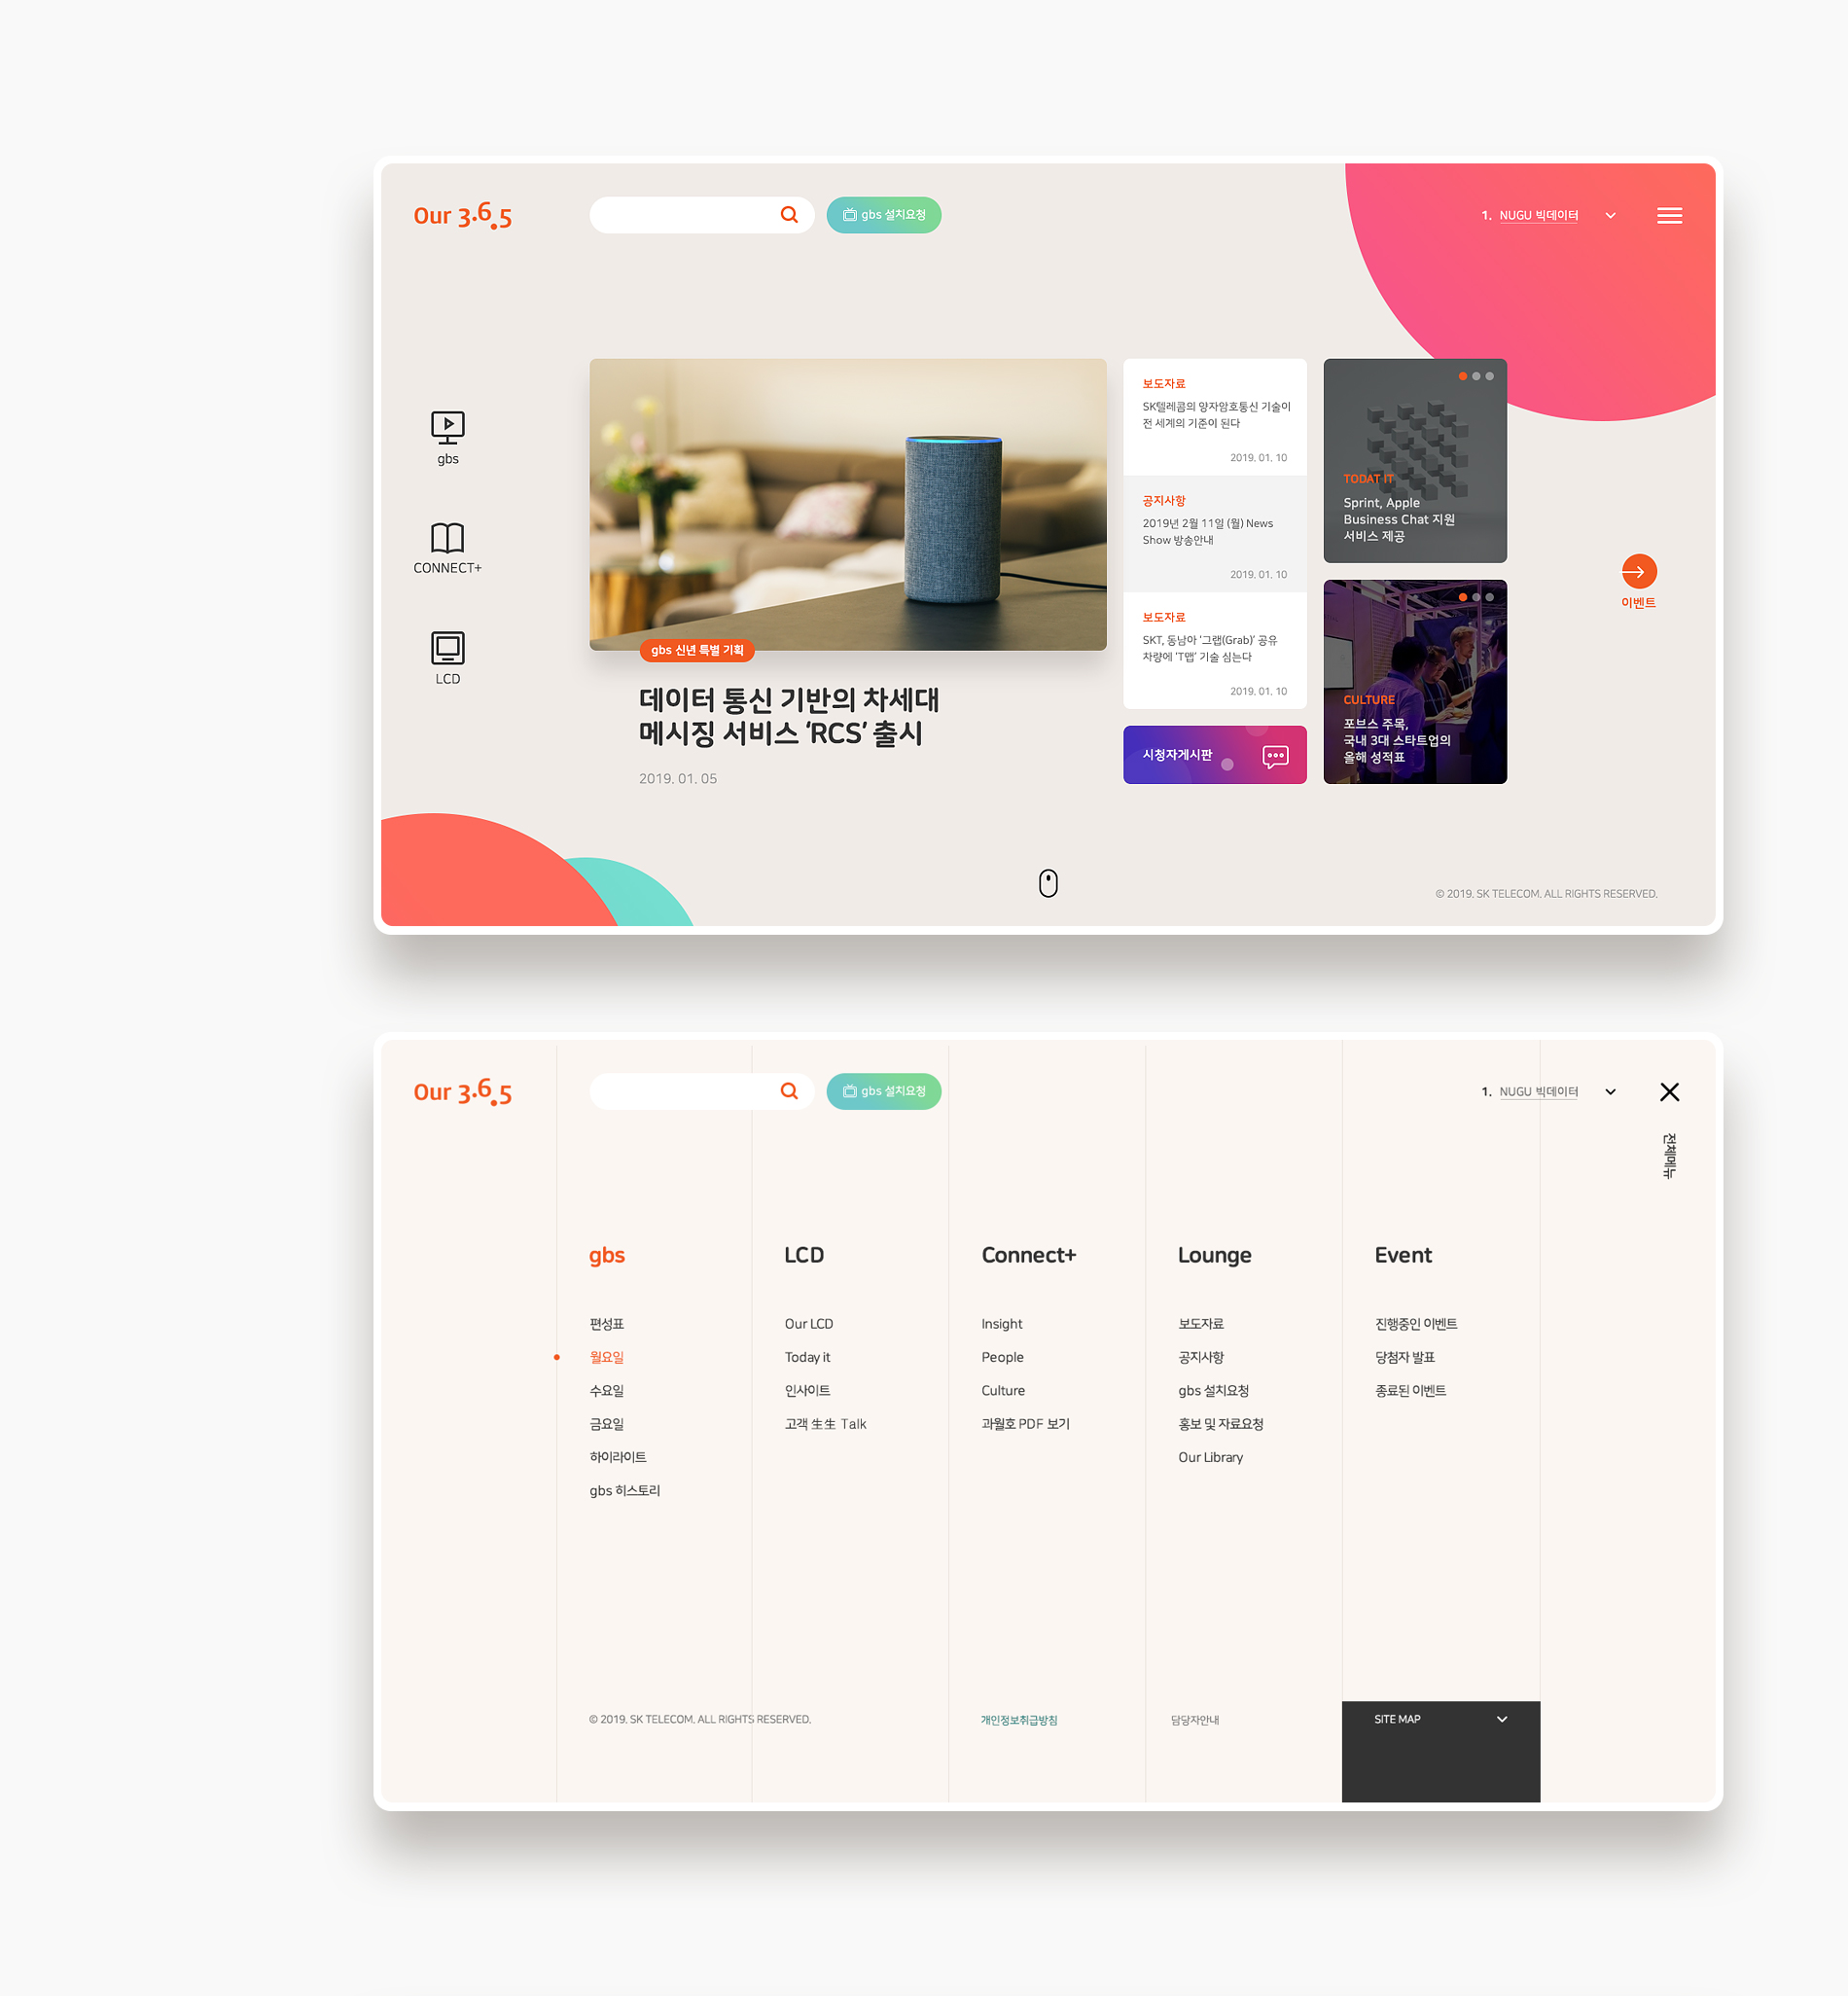 Our 3.6.5
gbs 설치요청
1. NUGU 빅데이터
gbs
CONNECT+
LCD
gbs 신년 특별 기획
데이터 통신 기반의 차세대
메시징 서비스 ‘RCS’ 출시
2019. 01. 05
보도자료
SK텔레콤의 양자암호통신 기술이
전 세계의 기준이 된다
2019. 01. 10
공지사항
2019년 2월 11일 (월) News
Show 방송안내
2019. 01. 10
보도자료
SKT, 동남아 ‘그랩(Grab)’ 공유
차량에 ‘T맵’ 기술 심는다
2019. 01. 10
시청자게시판
TODAT IT
Sprint, Apple
Business Chat 지원
서비스 제공
CULTURE
포브스 주목,
국내 3대 스타트업의
올해 성적표
이벤트
© 2019. SK TELECOM. ALL RIGHTS RESERVED.
Our 3.6.5
gbs 설치요청
1. NUGU 빅데이터
전체메뉴
gbs
편성표
월요일
수요일
금요일
하이라이트
gbs 히스토리
LCD
Our LCD
Today it
인사이트
고객 生生 Talk
Connect+
Insight
People
Culture
과월호 PDF 보기
Lounge
보도자료
공지사항
gbs 설치요청
홍보 및 자료요청
Our Library
Event
진행중인 이벤트
당첨자 발표
종료된 이벤트
© 2019. SK TELECOM. ALL RIGHTS RESERVED.
개인정보취급방침
담당자안내
SITE MAP